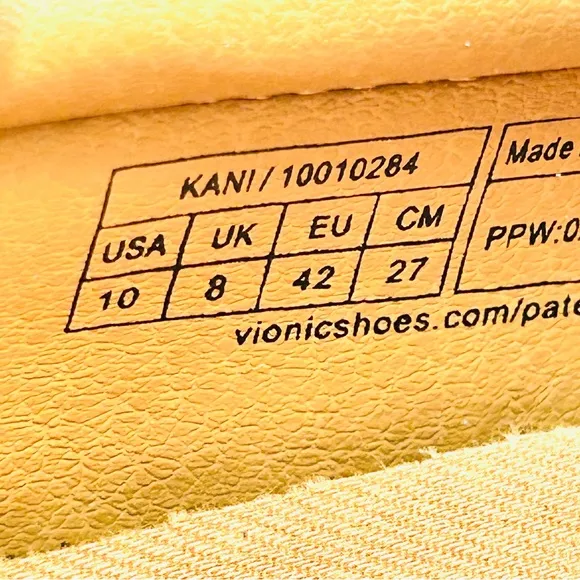 KANI / 10010284
USA UK EU CM
10 8 42 27
vionicshoes.com/pate
Made
PPW:0